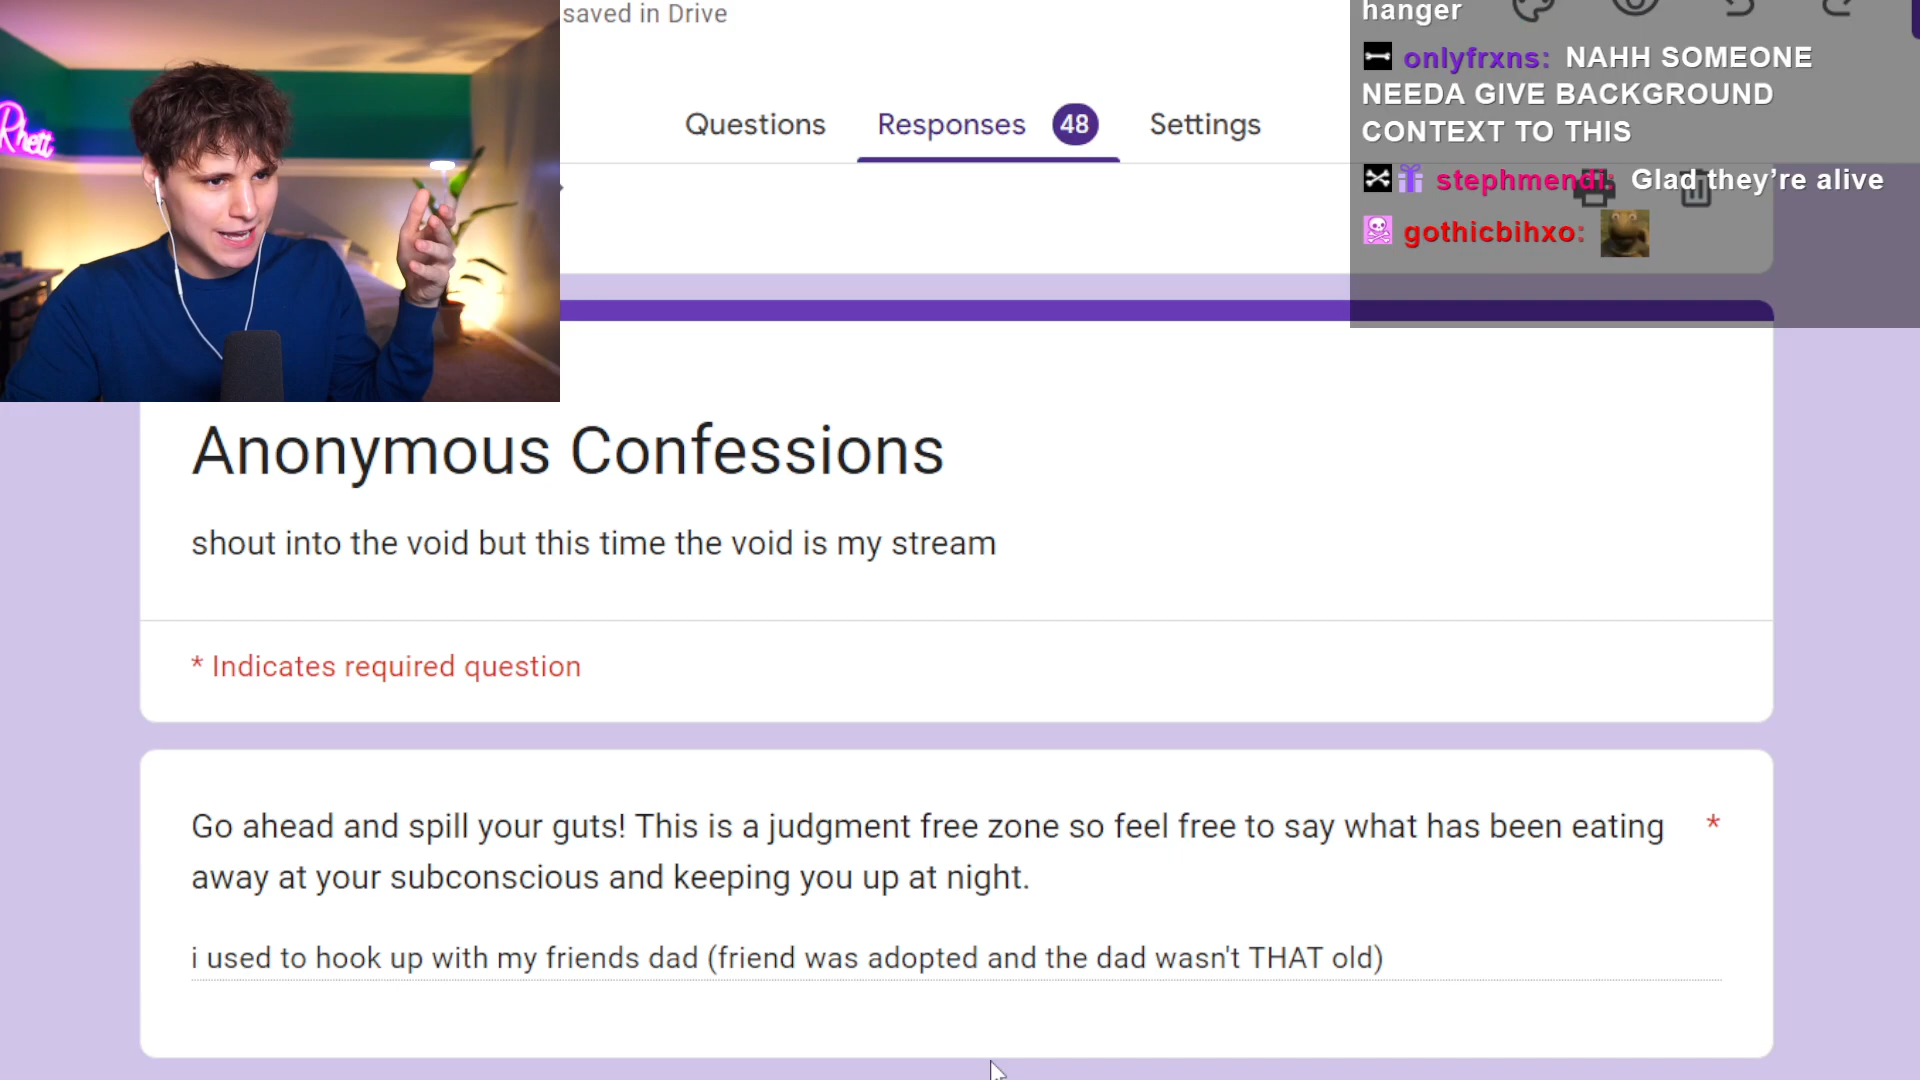 saved in Drive
Rhett
Questions
Responses 48
Settings
hanger
onlyfrxns: NAHH SOMEONE
NEEDA GIVE BACKGROUND
CONTEXT TO THIS
stephmendi: Glad they’re alive
gothicbihxo:
Anonymous Confessions
shout into the void but this time the void is my stream
* Indicates required question
Go ahead and spill your guts! This is a judgment free zone so feel free to say what has been eating *
away at your subconscious and keeping you up at night.
i used to hook up with my friends dad (friend was adopted and the dad wasn't THAT old)